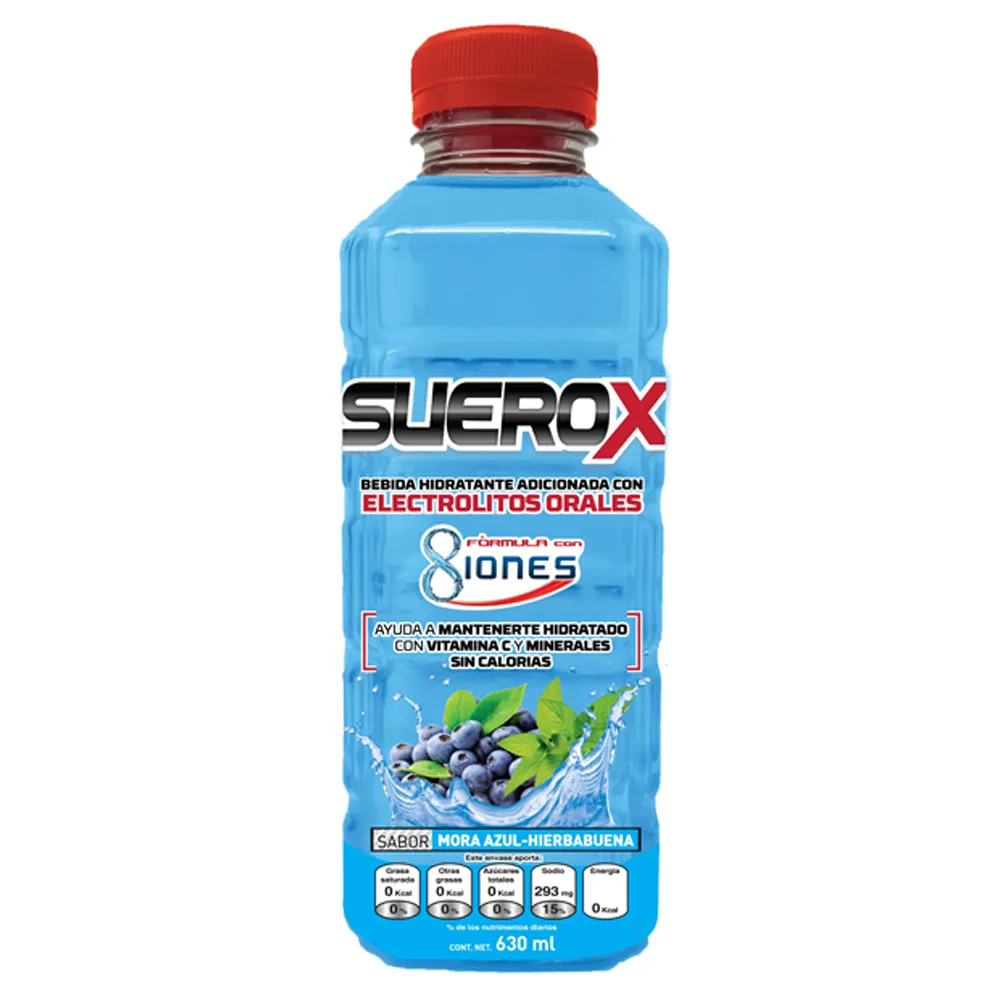 SUEROX
BEBIDA HIDRATANTE ADICIONADA CON
ELECTROLITOS ORALES
FÓRMULA con
8IONES
AYUDA A MANTENERTE HIDRATADO
CON VITAMINA C Y MINERALES
SIN CALORIAS
SABOR MORA AZUL-HIERBABUENA
Este envase aporta:
Grasa saturada 0 Kcal 0%
Otras grasas 0 Kcal 0%
Azúcares totales 0 Kcal 0%
Sodio 293 mg 15%
Energía 0 Kcal
% de los nutrimentos diarios
CONT. NET. 630 ml